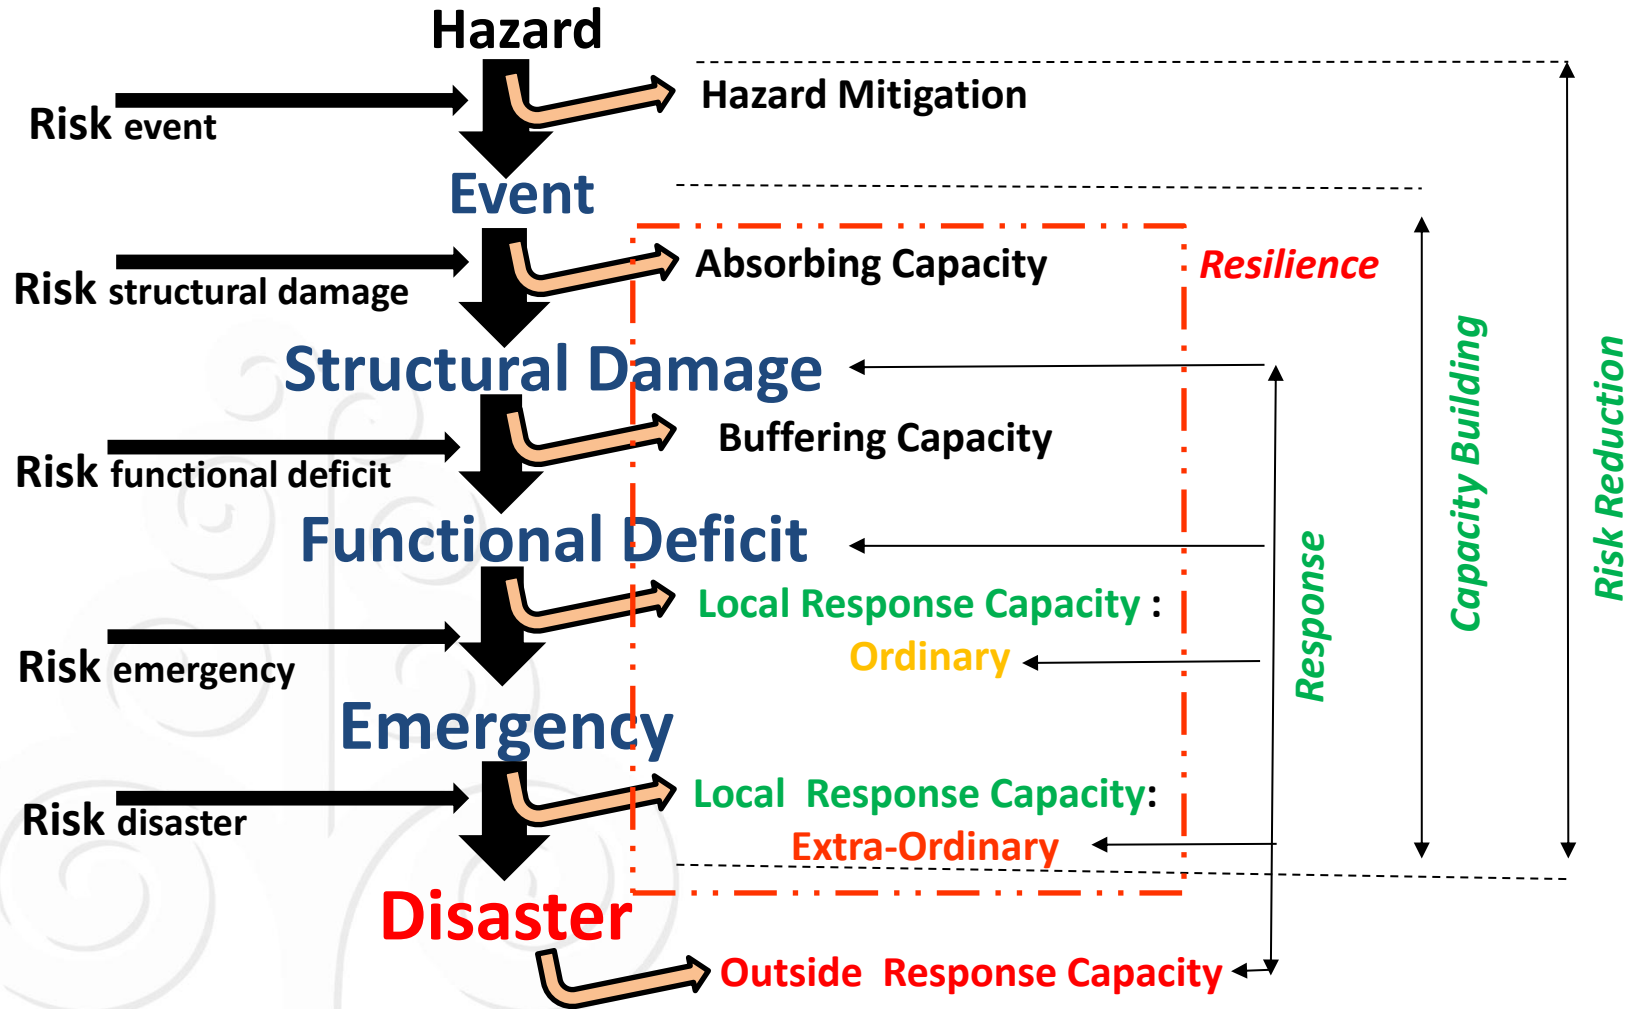 Hazard
Hazard Mitigation
Risk event
Event
Absorbing Capacity
Resilience
Risk structural damage
Structural Damage
Buffering Capacity
Risk functional deficit
Functional Deficit
Local Response Capacity :
Ordinary
Risk emergency
Emergency
Local Response Capacity:
Extra-Ordinary
Risk disaster
Disaster
Outside Response Capacity
Response
Capacity Building
Risk Reduction